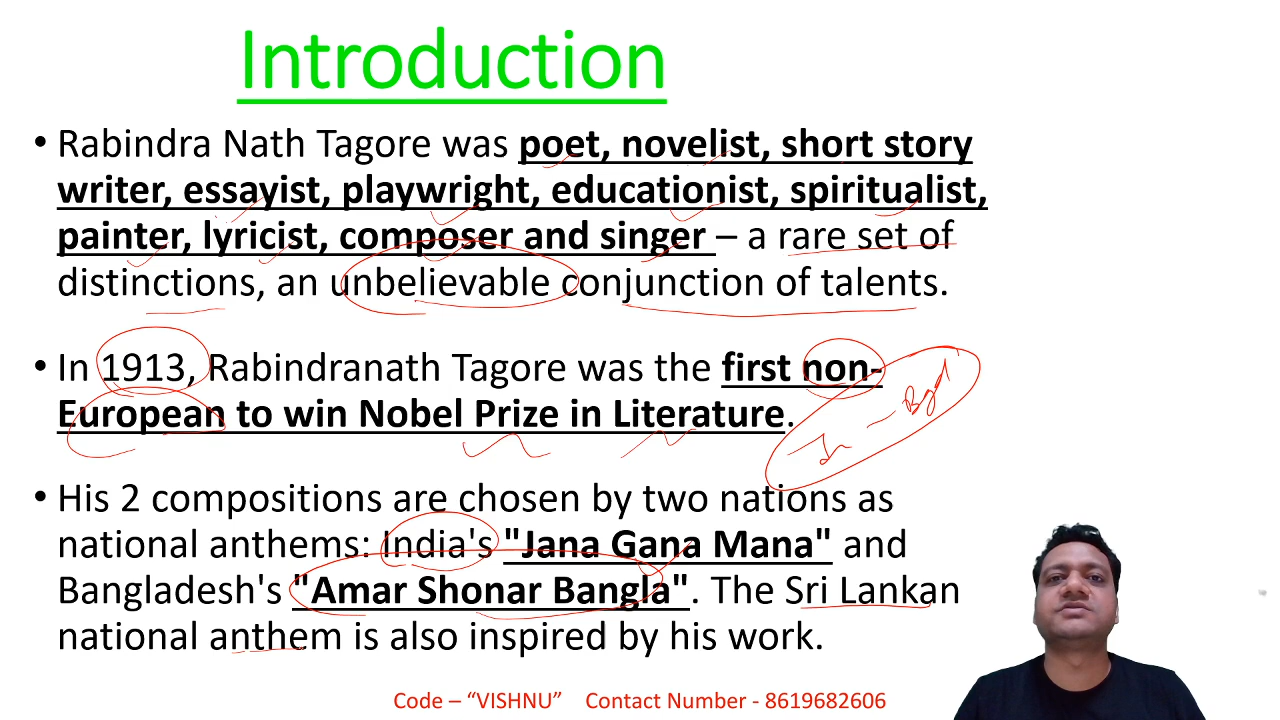 Introduction
• Rabindra Nath Tagore was poet, novelist, short story
writer, essayist, playwright, educationist, spiritualist,
painter, lyricist, composer and singer – a rare set of
distinctions, an unbelievable conjunction of talents.
• In 1913, Rabindranath Tagore was the first non-
European to win Nobel Prize in Literature.
• His 2 compositions are chosen by two nations as
national anthems: India's "Jana Gana Mana" and
Bangladesh's "Amar Shonar Bangla". The Sri Lankan
national anthem is also inspired by his work.
Code – “VISHNU” Contact Number - 8619682606